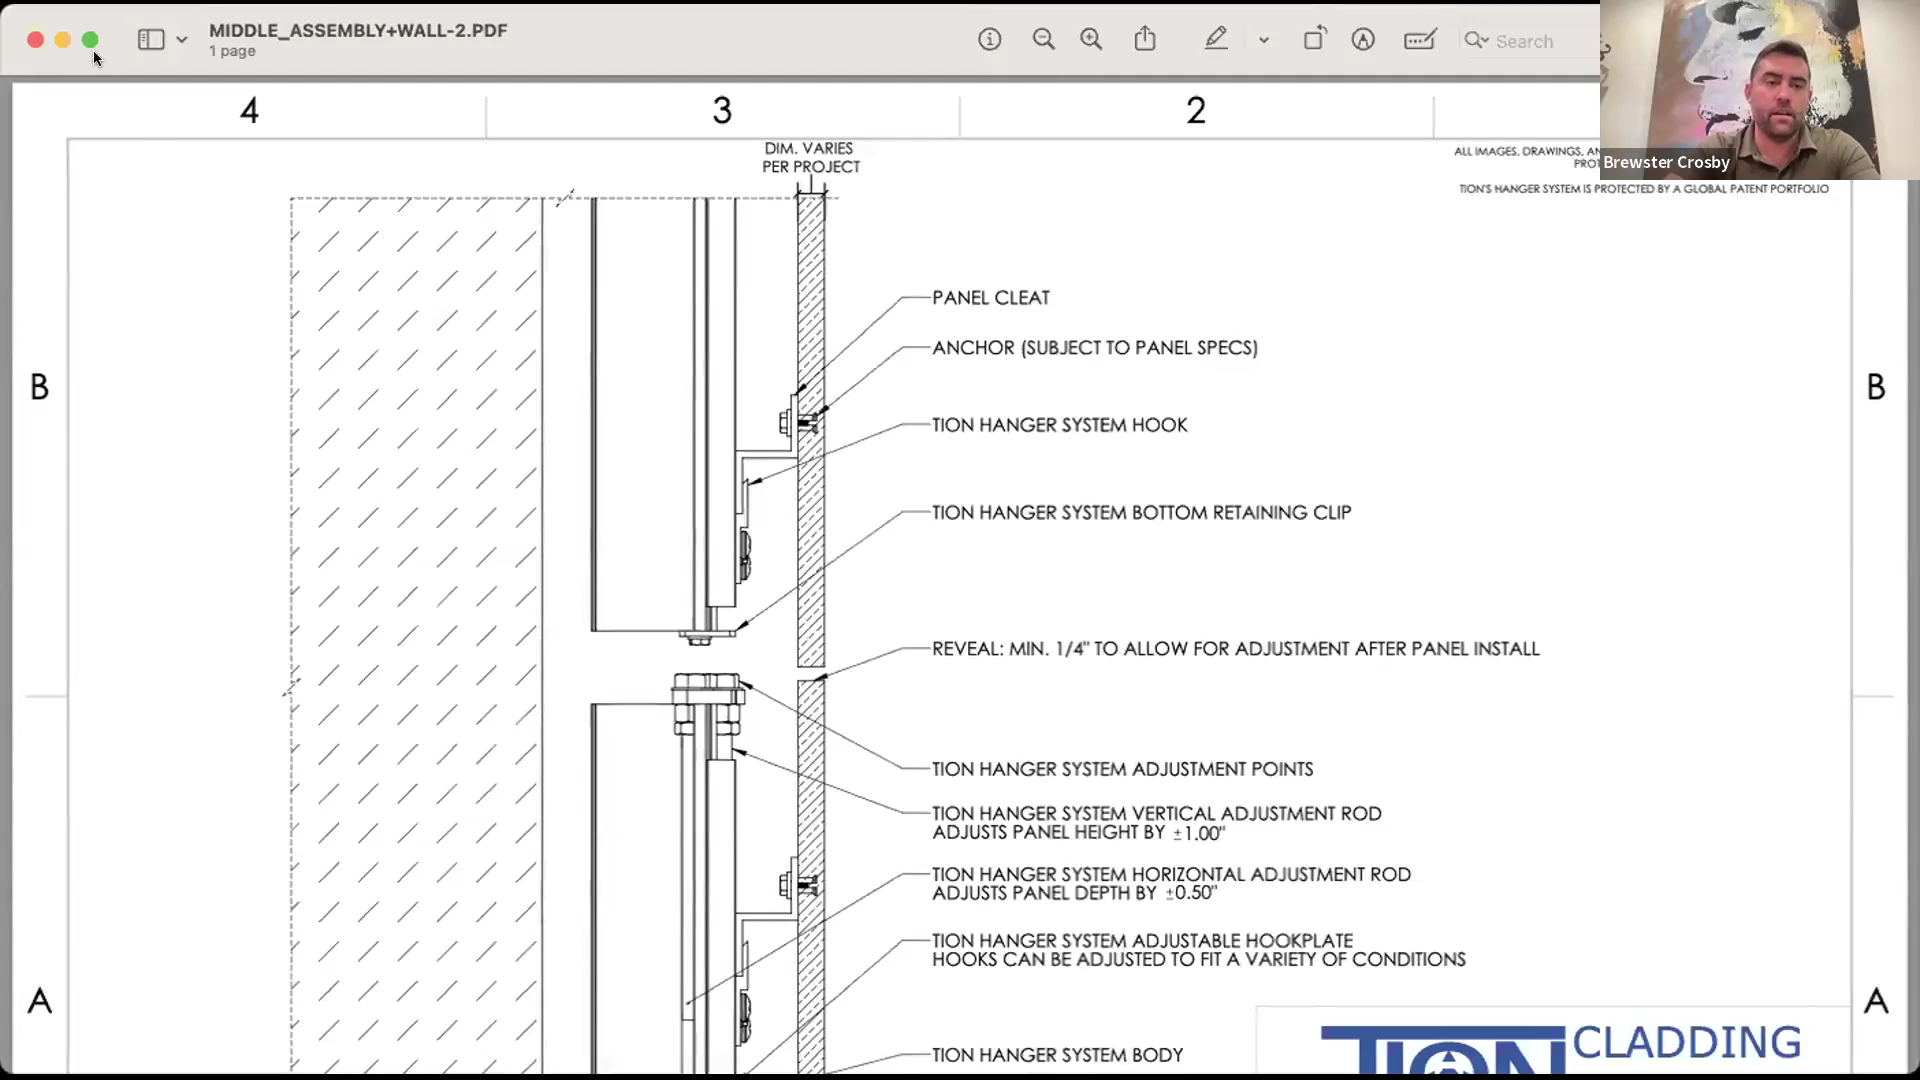 MIDDLE_ASSEMBLY+WALL-2.PDF
1 page
Search
Brewster Crosby
4
3
2
DIM. VARIES
PER PROJECT
ALL IMAGES, DRAWINGS,
TION'S HANGER SYSTEM IS PROTECTED BY A GLOBAL PATENT PORTFOLIO
PANEL CLEAT
ANCHOR (SUBJECT TO PANEL SPECS)
B
B
TION HANGER SYSTEM HOOK
TION HANGER SYSTEM BOTTOM RETAINING CLIP
REVEAL: MIN. 1/4" TO ALLOW FOR ADJUSTMENT AFTER PANEL INSTALL
TION HANGER SYSTEM ADJUSTMENT POINTS
TION HANGER SYSTEM VERTICAL ADJUSTMENT ROD
ADJUSTS PANEL HEIGHT BY ±1.00"
TION HANGER SYSTEM HORIZONTAL ADJUSTMENT ROD
ADJUSTS PANEL DEPTH BY ±0.50"
TION HANGER SYSTEM ADJUSTABLE HOOKPLATE
HOOKS CAN BE ADJUSTED TO FIT A VARIETY OF CONDITIONS
A
A
TION HANGER SYSTEM BODY
TION CLADDING